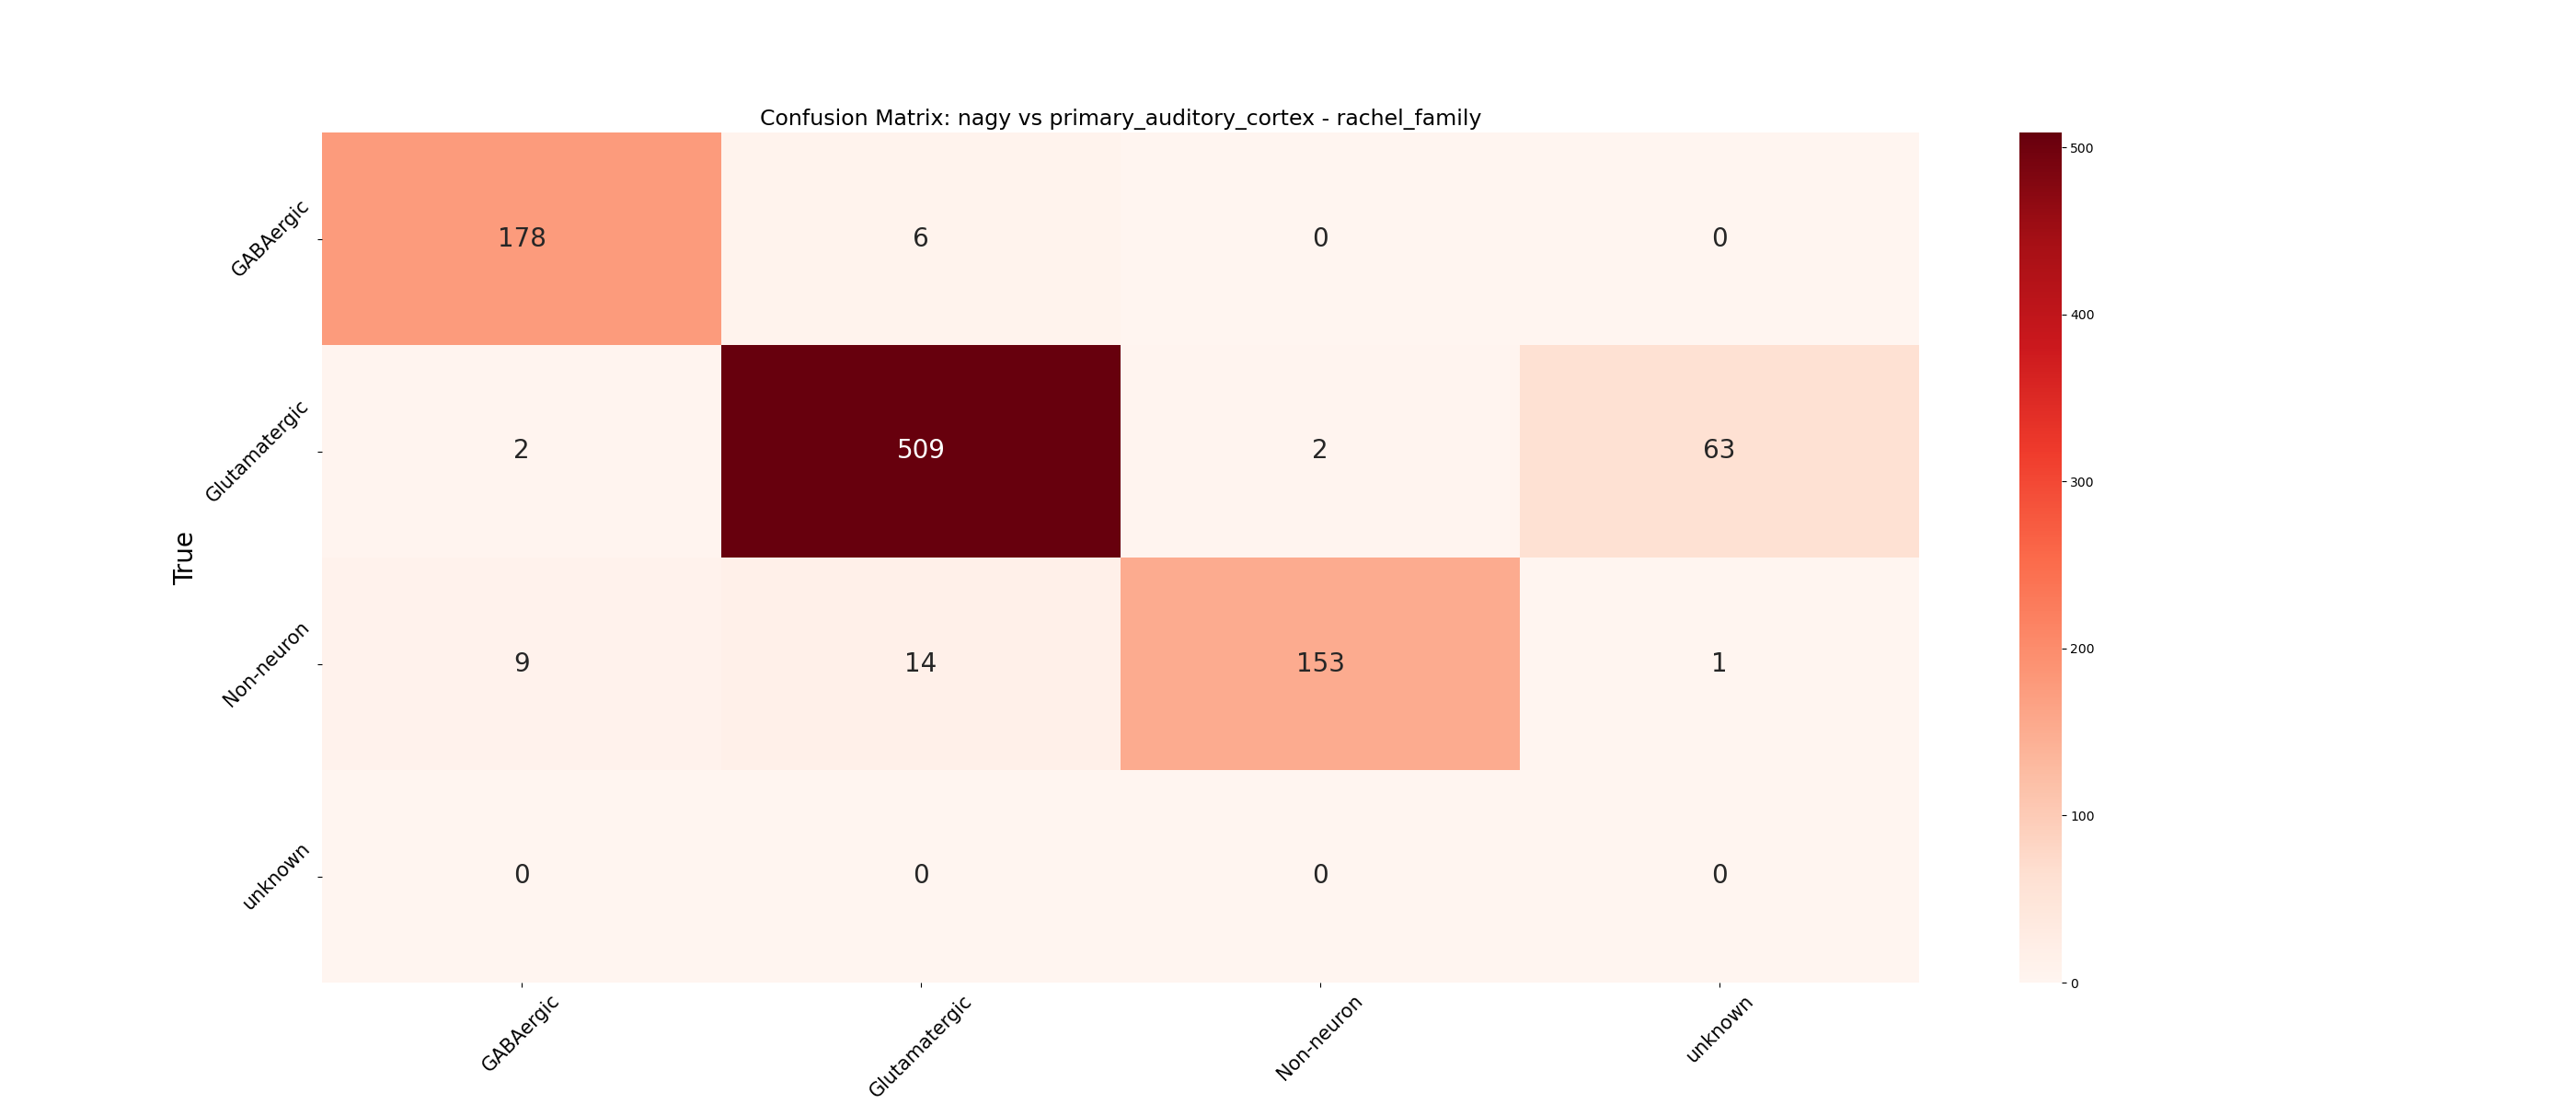 Confusion Matrix: nagy vs primary_auditory_cortex - rachel_family
True
GABAergic
178 6 0 0
Glutamatergic
2 509 2 63
Non-neuron
9 14 153 1
unknown
0 0 0 0
GABAergic Glutamatergic Non-neuron unknown
500
400
300
200
100
0